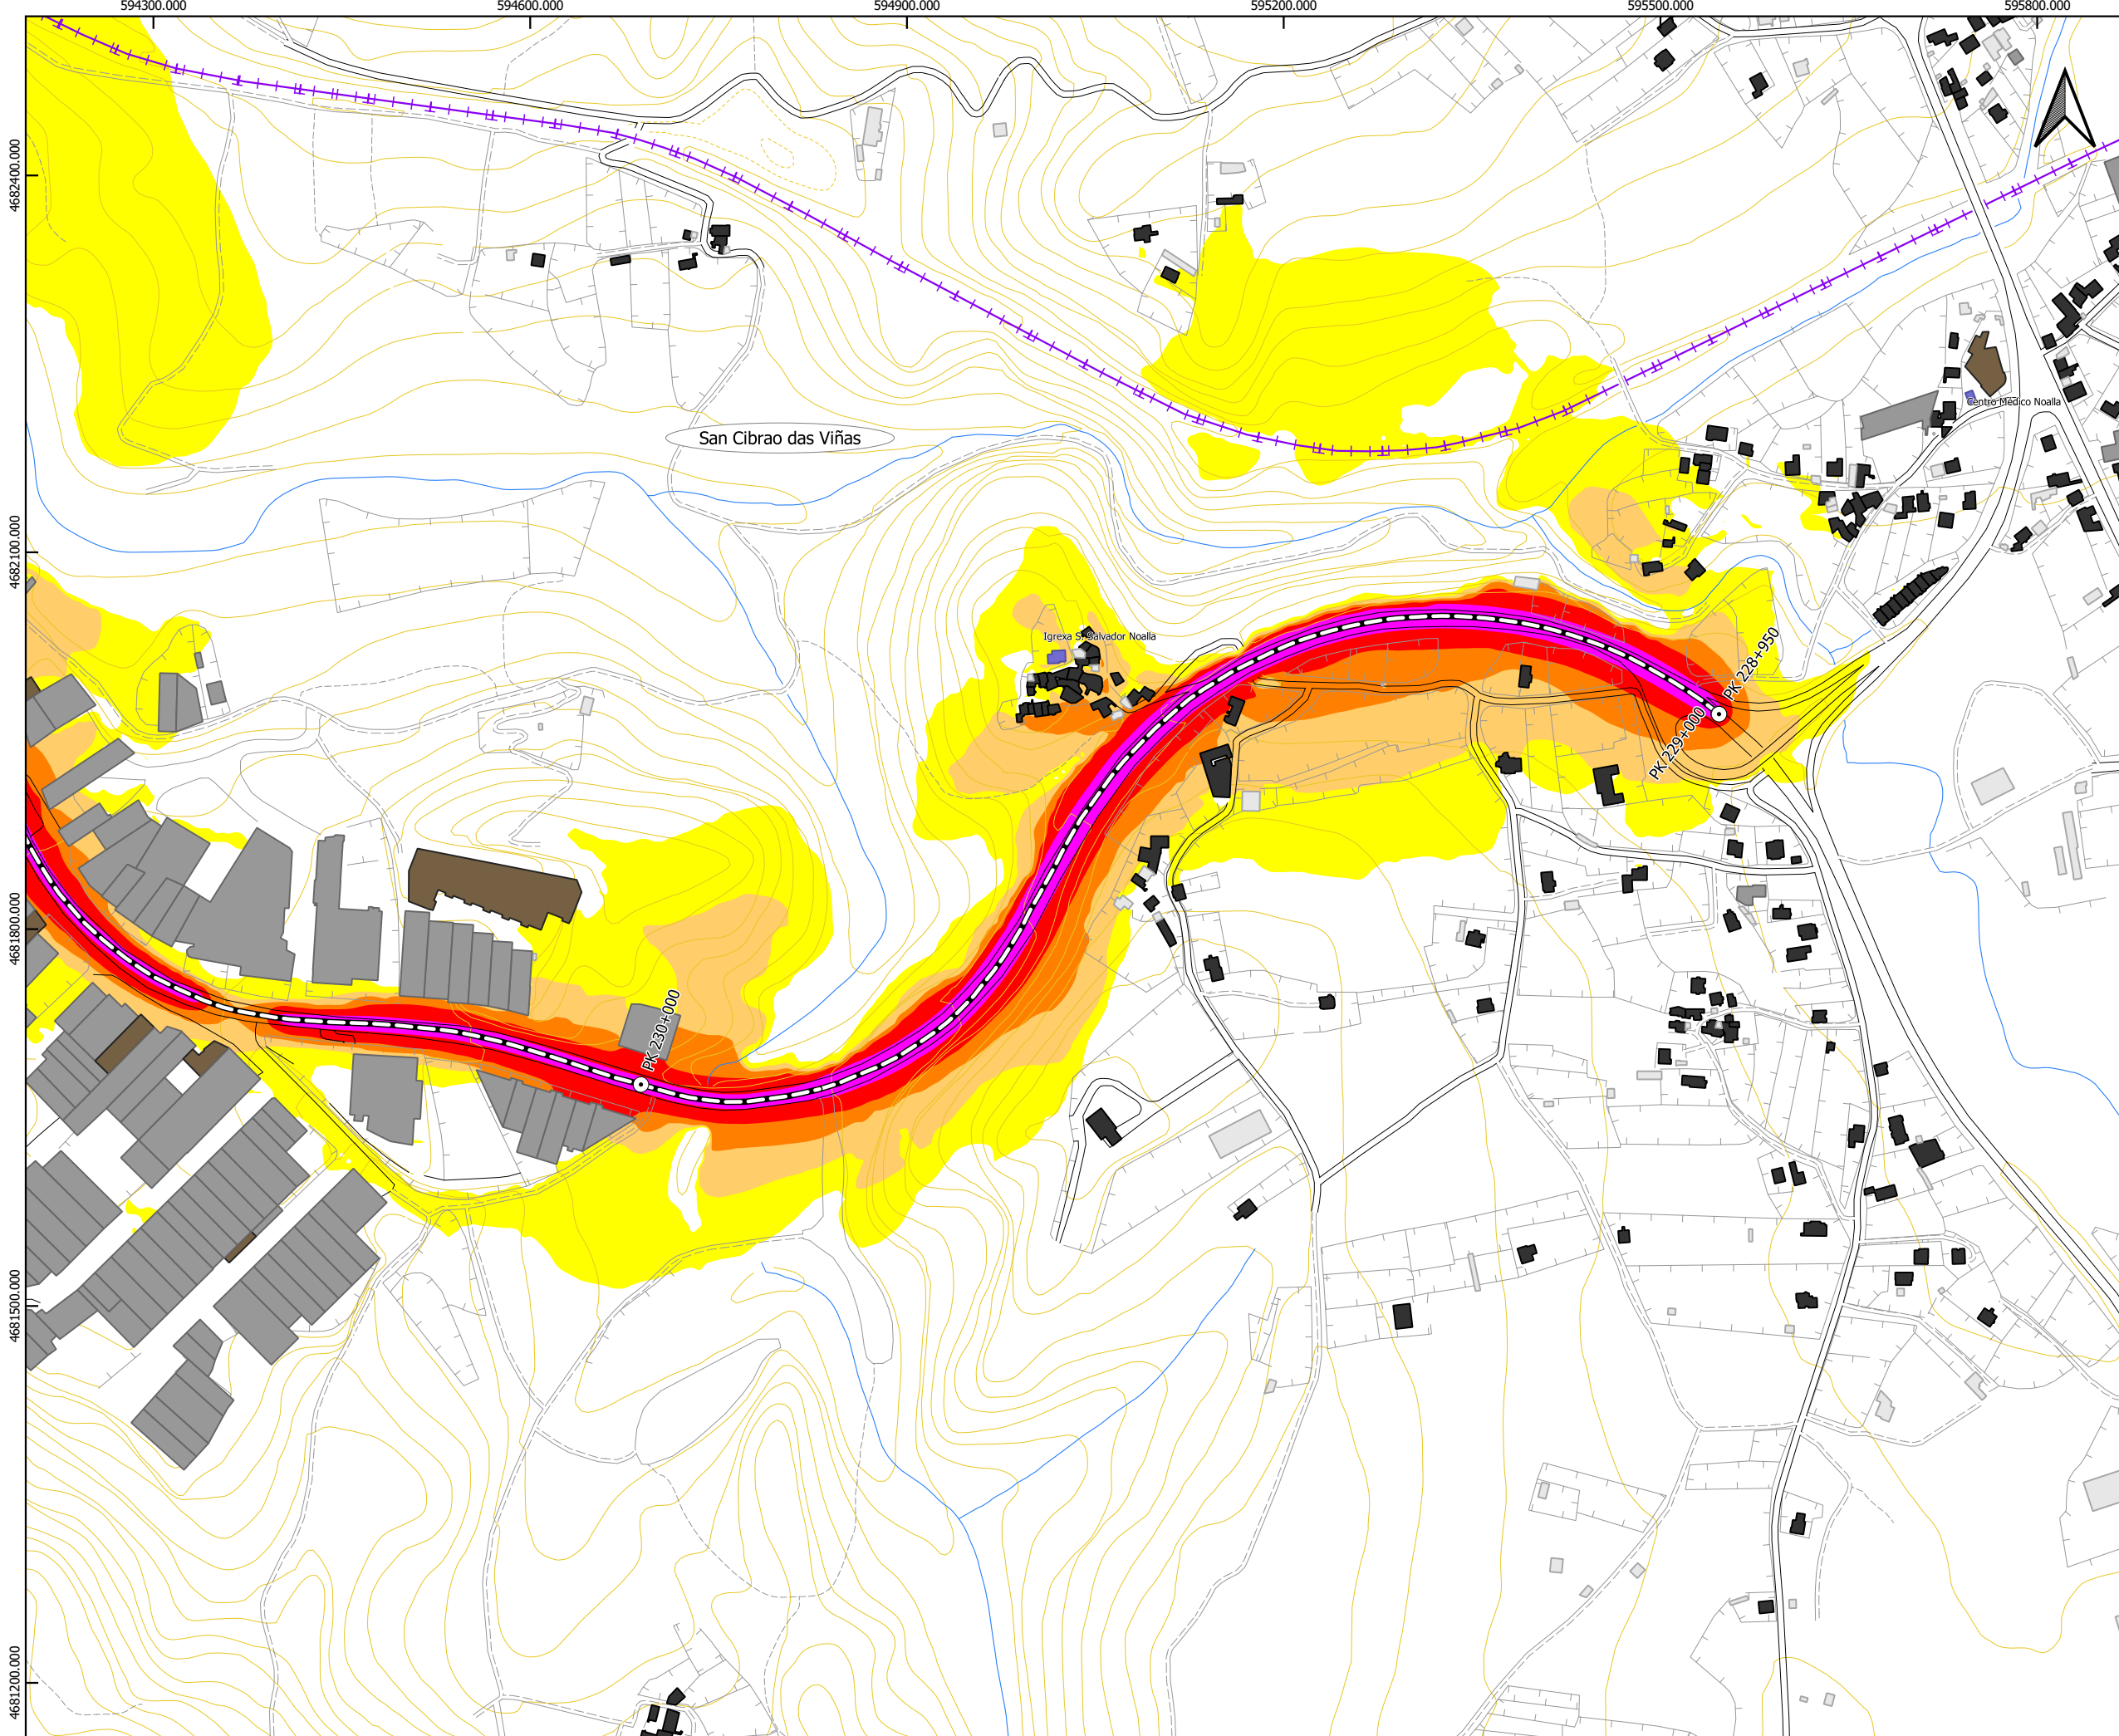 594300.000
594600.000
594900.000
595200.000
595500.000
595800.000
4682400.000
Centro Médico Noalla
San Cibrao das Viñas
4682100.000
Igrexa S. Salvador Noalla
PK 228+950
PK 229+000
4681800.000
PK 230+000
4681500.000
4681200.000